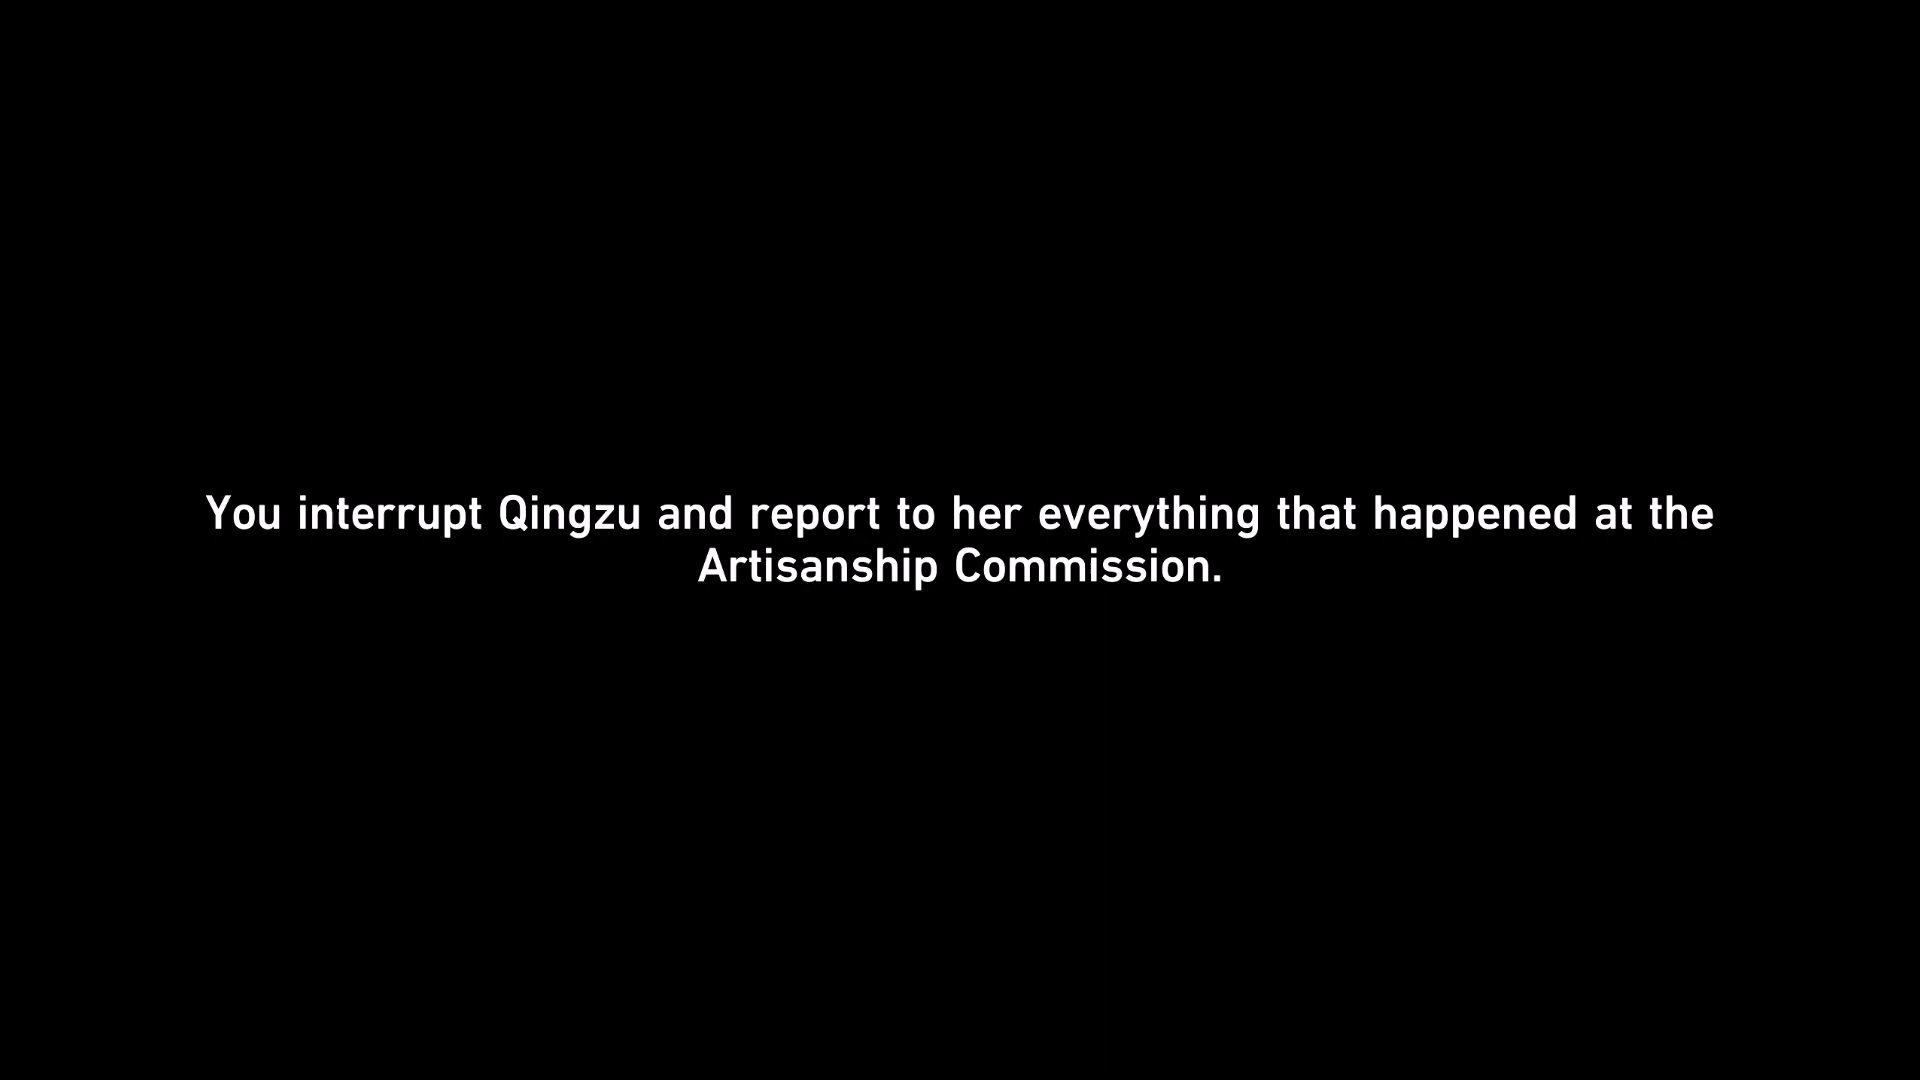 You interrupt Qingzu and report to her everything that happened at the
Artisanship Commission.